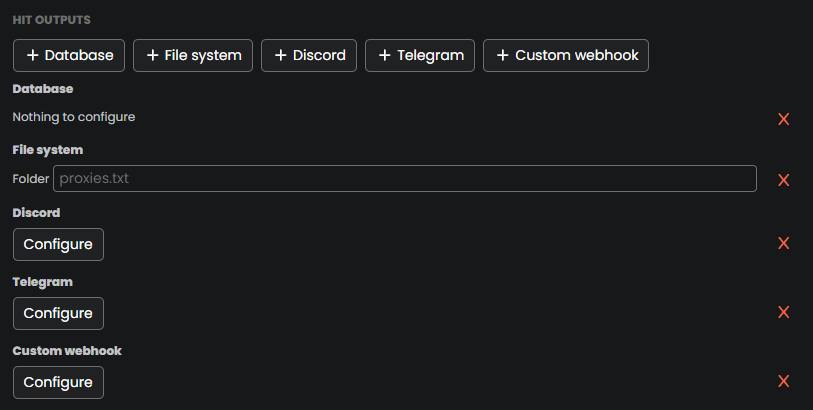 HIT OUTPUTS
+ Database + File system + Discord + Telegram + Custom webhook
Database
Nothing to configure X
File system
Folder proxies.txt X
Discord
Configure X
Telegram
Configure X
Custom webhook
Configure X